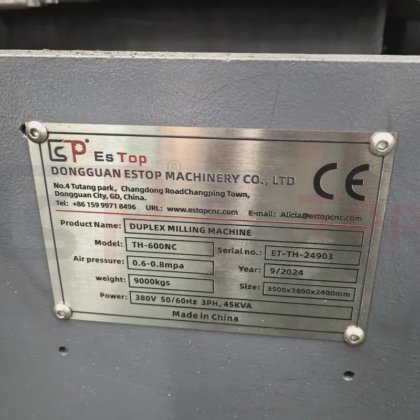 EsTop
DONGGUAN ESTOP MACHINERY CO., LTD
No.4 Tutang park, Changdong RoadChangping Town,
Dongguan City, GD, China.
Tel: +86 159 9971 8496 URL: www.estopcnc.com E-mail: Alicia@estopcnc.com
Product Name: DUPLEX MILLING MACHINE
Model: TH-600NC Serial no.: ET-TH-24903
Air pressure: 0.6-0.8mpa Year: 9/2024
weight: 9000kgs Size: 3500x3800x2400mm
Power: 380V 50/60Hz 3PH, 45KVA
Made in China
CE